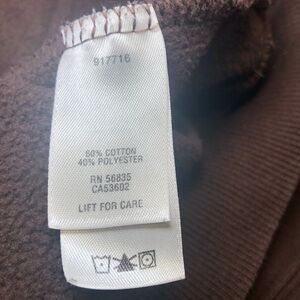 917716
60% COTTON
40% POLYESTER
RN 56835
CA53602
LIFT FOR CARE